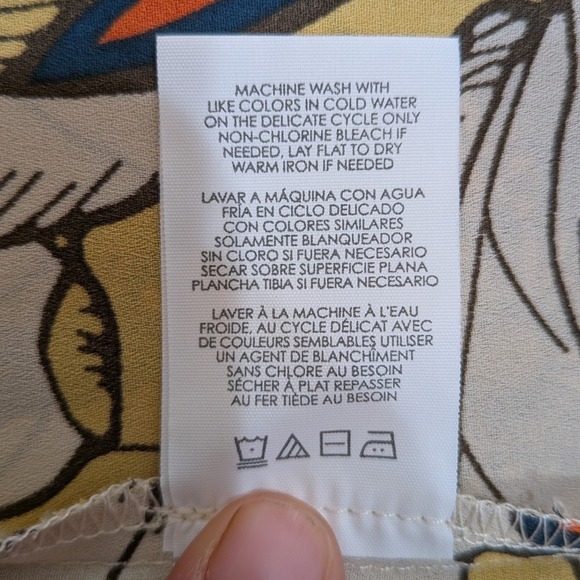 MACHINE WASH WITH
LIKE COLORS IN COLD WATER
ON THE DELICATE CYCLE ONLY
NON-CHLORINE BLEACH IF
NEEDED, LAY FLAT TO DRY
WARM IRON IF NEEDED
LAVAR A MÁQUINA CON AGUA
FRÍA EN CICLO DELICADO
CON COLORES SIMILARES
SOLAMENTE BLANQUEADOR
SIN CLORO SI FUERA NECESARIO
SECAR SOBRE SUPERFICIE PLANA
PLANCHA TIBIA SI FUERA NECESARIO
LAVER À LA MACHINE À L'EAU
FROIDE, AU CYCLE DÉLICAT AVEC
DE COULEURS SEMBLABLES UTILISER
UN AGENT DE BLANCHÎMENT
SANS CHLORE AU BESOIN
SÉCHER À PLAT REPASSER
AU FER TIÈDE AU BESOIN